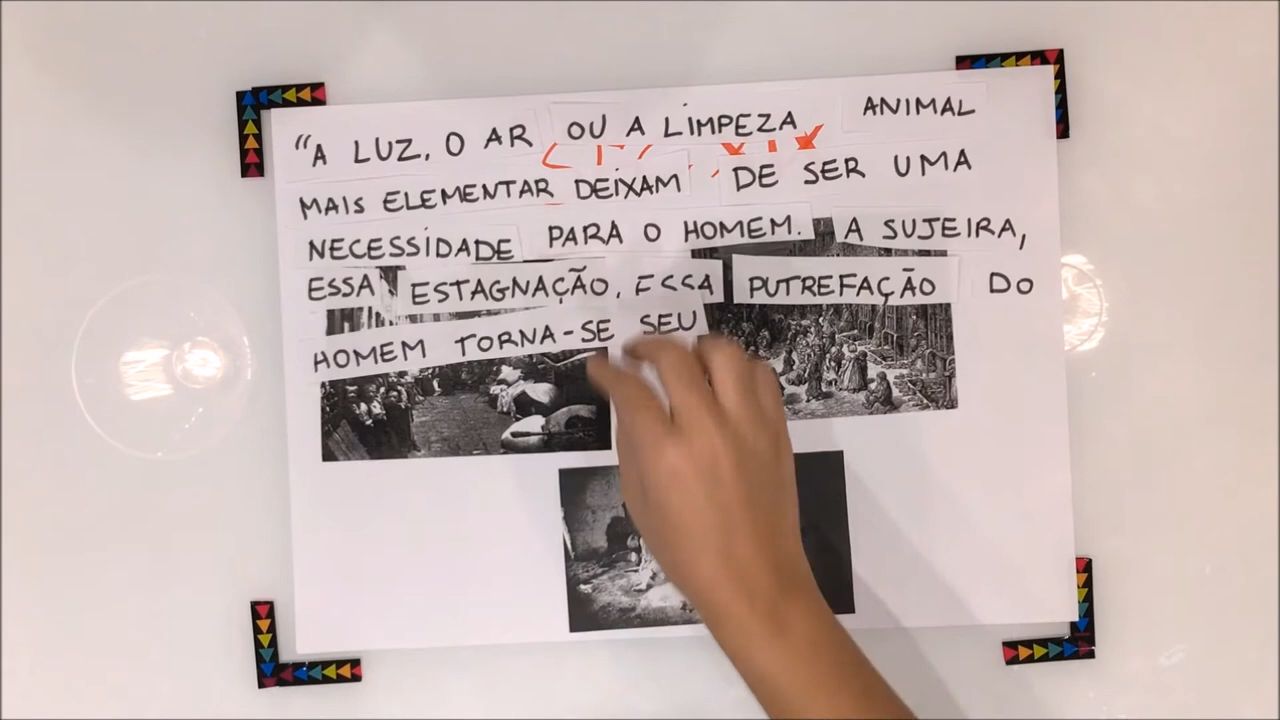 “A LUZ, O AR OU A LIMPEZA ANIMAL
MAIS ELEMENTAR DEIXAM DE SER UMA
NECESSIDADE PARA O HOMEM. A SUJEIRA,
ESSA ESTAGNAÇÃO, ESSA PUTREFAÇÃO DO
HOMEM TORNA-SE SEU